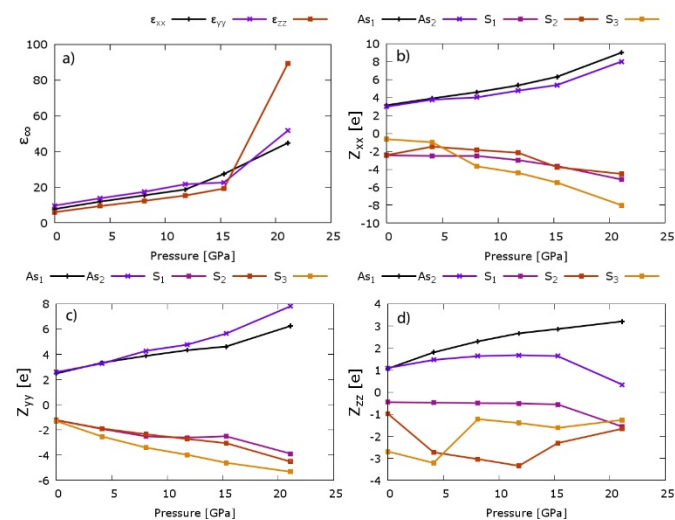 εxx εyy εzz
a)
100
80
60
40
20
0
ε∞
0 5 10 15 20 25
Pressure [GPa]
As1 As2 S1 S2 S3
b)
10
8
6
4
2
0
-2
-4
-6
-8
-10
Zxx [e]
0 5 10 15 20 25
Pressure [GPa]
As1 As2 S1 S2 S3
c)
8
6
4
2
0
-2
-4
-6
Zyy [e]
0 5 10 15 20 25
Pressure [GPa]
As1 As2 S1 S2 S3
d)
4
3
2
1
0
-1
-2
-3
-4
Zzz [e]
0 5 10 15 20 25
Pressure [GPa]